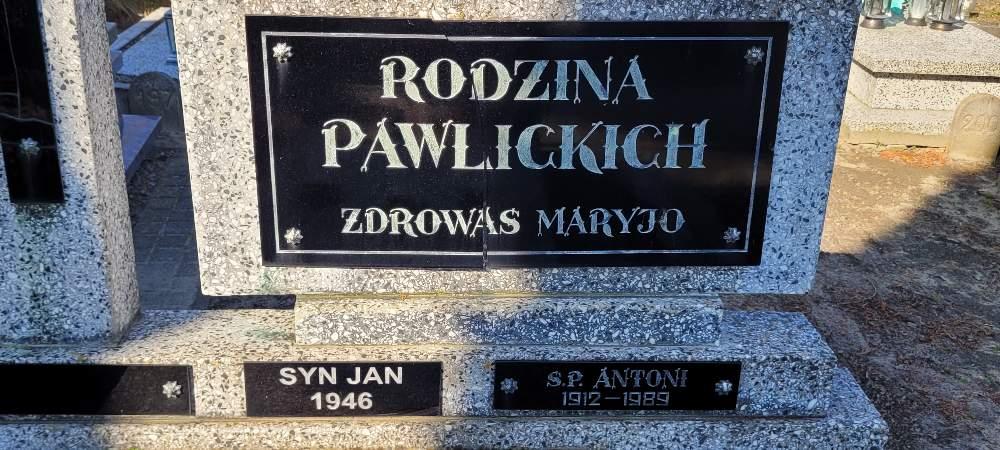 RODZINA
PAWLICKICH
ZDROWAS MARYJO
SYN JAN
1946
S.P. ANTONI
1912-1989